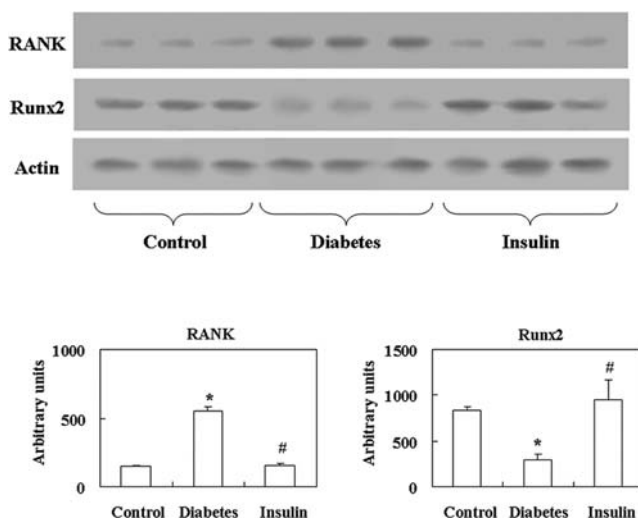 RANK
Runx2
Actin
Control Diabetes Insulin
RANK
Arbitrary units
1000
500
0
*
#
Control Diabetes Insulin
Runx2
Arbitrary units
1500
1000
500
0
*
#
Control Diabetes Insulin